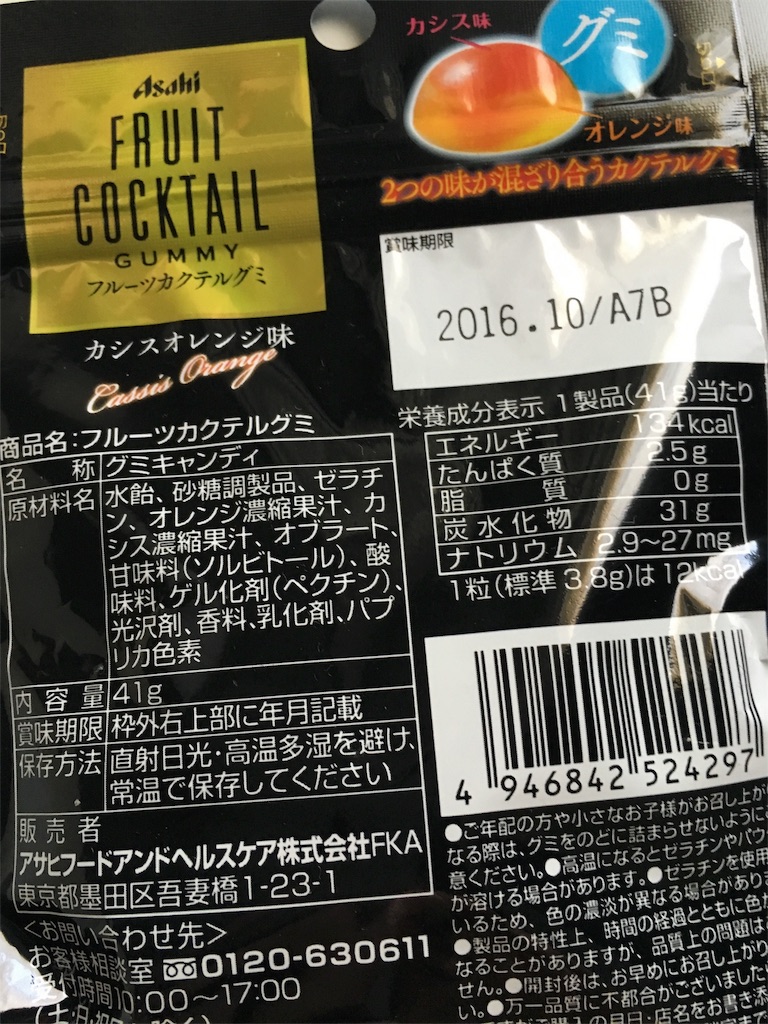 Asahi
FRUIT
COCKTAIL
GUMMY
フルーツカクテルグミ
カシスオレンジ味
Cassis Orange
カシス味
グミ
オレンジ味
2つの味が混ざり合うカクテルグミ
賞味期限
2016.10/A7B
商品名:フルーツカクテルグミ
名 称 グミキャンディ
原材料名 水飴、砂糖調製品、ゼラチ
ン、オレンジ濃縮果汁、カ
シス濃縮果汁、オブラート、
甘味料(ソルビトール)、酸
味料、ゲル化剤(ペクチン)、
光沢剤、香料、乳化剤、パプ
リカ色素
内容量 41g
賞味期限 枠外右上部に年月記載
保存方法 直射日光・高温多湿を避け、
常温で保存してください
販売者
アサヒフードアンドヘルスケア株式会社FKA
東京都墨田区吾妻橋1-23-1
<お問い合わせ先>
お客様相談室 0120-630611
受付時間10:00~17:00
栄養成分表示 1製品(41g)当たり
エネルギー 134kcal
たんぱく質 2.5g
脂質 0g
炭水化物 31g
ナトリウム 2.9~27mg
1粒(標準 3.8g)は 12kcal
4 946842 524297
●ご年配の方や小さなお子様がお召し上が
なる際は、グミをのどに詰まらせないように
意ください。●高温になるとゼラチンやパウ
が溶ける場合があります。●ゼラチンを使用
いるため、色の濃淡が異なる場合があり
●製品の特性上、時間の経過とともに色が
なることがありますが、品質上の問題は
せん。●開封後は、お早めにお召し上がり
い。●万一品質に不都合がございました